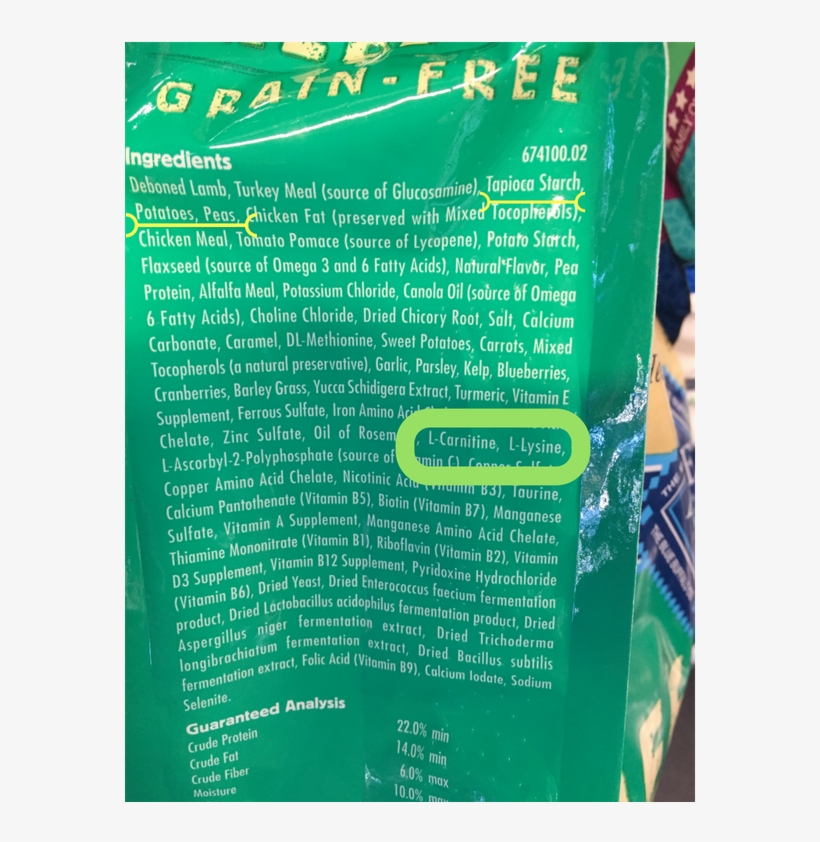 GRAIN-FREE
Ingredients
674100.02
Deboned Lamb, Turkey Meal (source of Glucosamine), Tapioca Starch,
Potatoes, Peas, Chicken Fat (preserved with Mixed Tocopherols),
Chicken Meal, Tomato Pomace (source of Lycopene), Potato Starch,
Flaxseed (source of Omega 3 and 6 Fatty Acids), Natural Flavor, Pea
Protein, Alfalfa Meal, Potassium Chloride, Canola Oil (source of Omega
6 Fatty Acids), Choline Chloride, Dried Chicory Root, Salt, Calcium
Carbonate, Caramel, DL-Methionine, Sweet Potatoes, Carrots, Mixed
Tocopherols (a natural preservative), Garlic, Parsley, Kelp, Blueberries,
Cranberries, Barley Grass, Yucca Schidigera Extract, Turmeric, Vitamin E
Supplement, Ferrous Sulfate, Iron Amino Acid
Chelate, Zinc Sulfate, Oil of L-Carnitine, L-Lysine,
L-Ascorbyl-2-Polyphosphate (source of C),
Copper Amino Acid Chelate, Nicotinic Acid (Vitamin B3), Taurine,
Calcium Pantothenate (Vitamin B5), Biotin (Vitamin B7), Manganese
Sulfate, Vitamin A Supplement, Manganese Amino Acid Chelate,
Thiamine Mononitrate (Vitamin B1), Riboflavin (Vitamin B2), Vitamin
D3 Supplement, Vitamin B12 Supplement, Pyridoxine Hydrochloride
(Vitamin B6), Dried Yeast, Dried Enterococcus faecium fermentation
product, Dried Lactobacillus acidophilus fermentation product, Dried
Aspergillus niger fermentation extract, Dried Trichoderma
longibrachiatum fermentation extract, Dried Bacillus subtilis
fermentation extract, Folic Acid (Vitamin B9), Calcium Iodate, Sodium
Selenite.
Guaranteed Analysis
Crude Protein 22.0% min
Crude Fat 14.0% min
Crude Fiber 6.0% max
Moisture 10.0% max